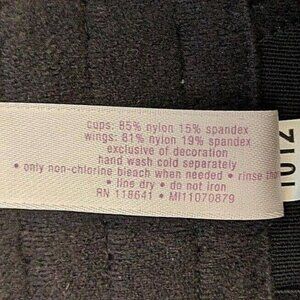 cups: 85% nylon 15% spandex
wings: 81% nylon 19% spandex
exclusive of decoration
hand wash cold separately
• only non-chlorine bleach when needed • rinse tho
• line dry • do not iron
RN 118641 • MI11070879